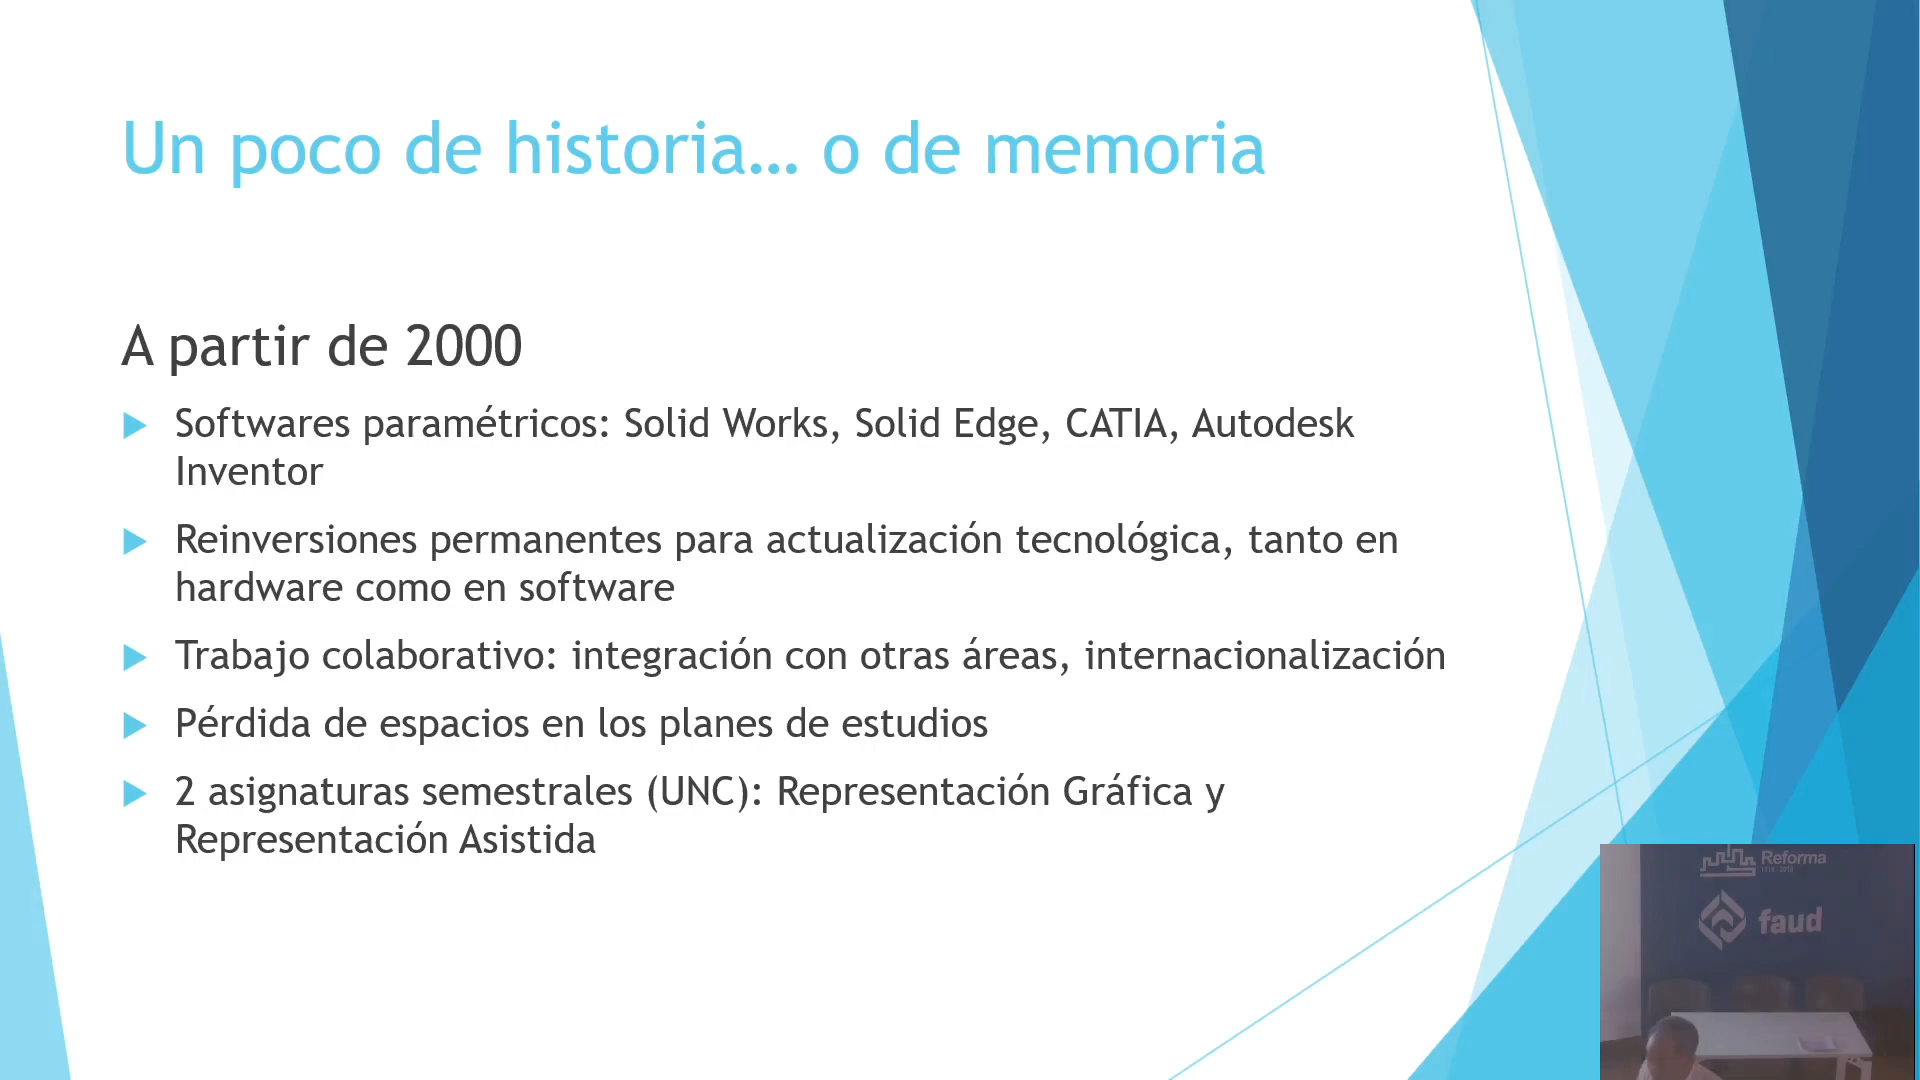 Un poco de historia... o de memoria
A partir de 2000
Softwares paramétricos: Solid Works, Solid Edge, CATIA, Autodesk
Inventor
Reinversiones permanentes para actualización tecnológica, tanto en
hardware como en software
Trabajo colaborativo: integración con otras áreas, internacionalización
Pérdida de espacios en los planes de estudios
2 asignaturas semestrales (UNC): Representación Gráfica y
Representación Asistida
Reforma
faud